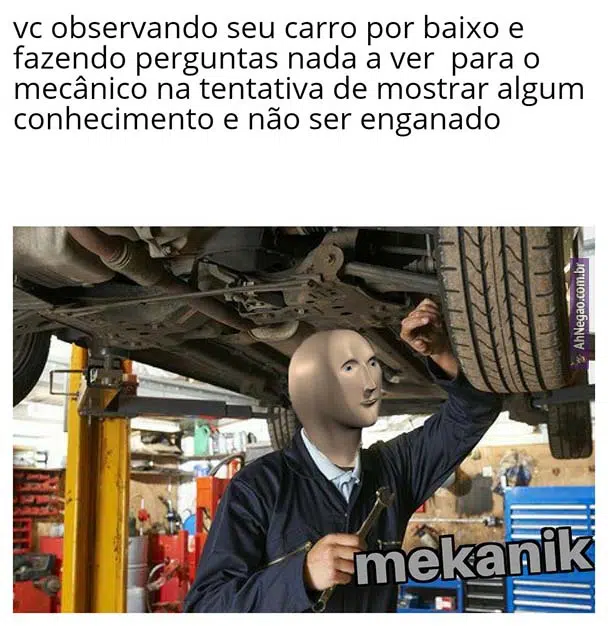 vc observando seu carro por baixo e
fazendo perguntas nada a ver  para o
mecânico na tentativa de mostrar algum
conhecimento e não ser enganado
AhNegao.com.br
mekanik